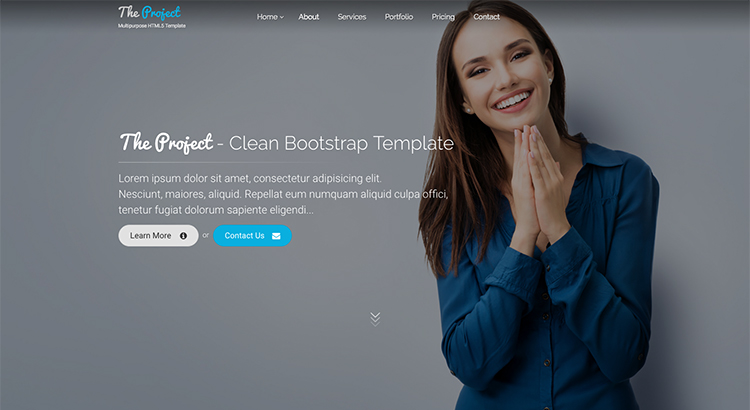 The Project
Multipurpose HTML5 Template
Home About Services Portfolio Pricing Contact
The Project - Clean Bootstrap Template
Lorem ipsum dolor sit amet, consectetur adipisicing elit.
Nesciunt, maiores, aliquid. Repellat eum numquam aliquid culpa offici,
tenetur fugiat dolorum sapiente eligendi...
Learn More or Contact Us